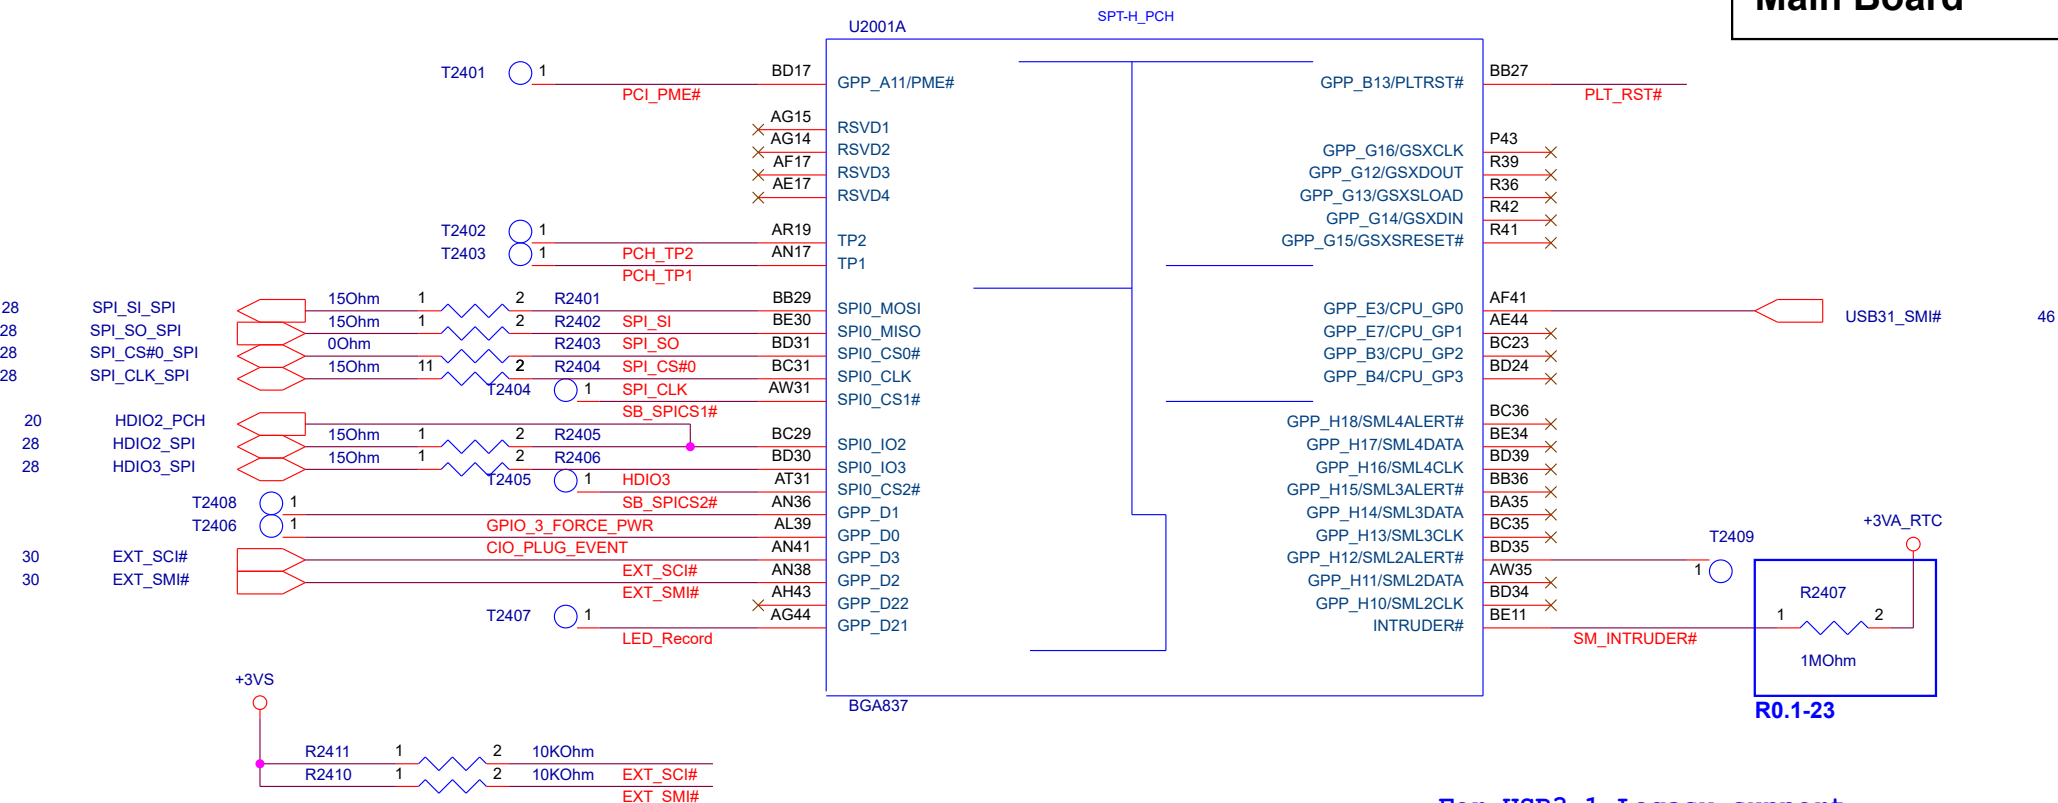 Main Board
SPT-H_PCH
U2001A
T2401 1 BD17 GPP_A11/PME# GPP_B13/PLTRST# BB27
PCI_PME# PLT_RST#
AG15 RSVD1
AG14 RSVD2 GPP_G16/GSXCLK P43
AF17 RSVD3 GPP_G12/GSXDOUT R39
AE17 RSVD4 GPP_G13/GSXSLOAD R36
GPP_G14/GSXDIN R42
T2402 1 AR19 TP2 GPP_G15/GSXSRESET# R41
PCH_TP2
T2403 1 AN17 TP1
PCH_TP1
28 SPI_SI_SPI 15Ohm 1 2 R2401 BB29 SPI0_MOSI GPP_E3/CPU_GP0 AF41 USB31_SMI# 46
SPI_SI
28 SPI_SO_SPI 15Ohm 1 2 R2402 BE30 SPI0_MISO GPP_E7/CPU_GP1 AE44
SPI_SO
28 SPI_CS#0_SPI 0Ohm 1 2 R2403 BD31 SPI0_CS0# GPP_B3/CPU_GP2 BC23
SPI_CS#0
28 SPI_CLK_SPI 15Ohm 1 2 R2404 BC31 SPI0_CLK GPP_B4/CPU_GP3 BD24
SPI_CLK
T2404 1 AW31 SPI0_CS1#
SB_SPICS1#
20 HDIO2_PCH GPP_H18/SML4ALERT# BC36
28 HDIO2_SPI 15Ohm 1 2 R2405 BC29 SPI0_IO2 GPP_H17/SML4DATA BE34
28 HDIO3_SPI 15Ohm 1 2 R2406 BD30 SPI0_IO3 GPP_H16/SML4CLK BD39
HDIO3
T2405 1 AT31 SPI0_CS2# GPP_H15/SML3ALERT# BB36
SB_SPICS2#
T2408 1 AN36 GPP_D1 GPP_H14/SML3DATA BA35
GPIO_3_FORCE_PWR
T2406 1 AL39 GPP_D0 GPP_H13/SML3CLK BC35
CIO_PLUG_EVENT
30 EXT_SCI# AN41 GPP_D3 GPP_H12/SML2ALERT# BD35 1 T2409
EXT_SCI#
30 EXT_SMI# AN38 GPP_D2 GPP_H11/SML2DATA AW35
EXT_SMI#
AH43 GPP_D22 GPP_H10/SML2CLK BD34
T2407 1 AG44 GPP_D21 INTRUDER# BE11
LED_Record SM_INTRUDER#
+3VA_RTC
R2407
1 2
1MOhm
R0.1-23
BGA837
+3VS
R2411 1 2 10KOhm
EXT_SCI#
R2410 1 2 10KOhm
EXT_SMI#
For USB3.1 Legacy support